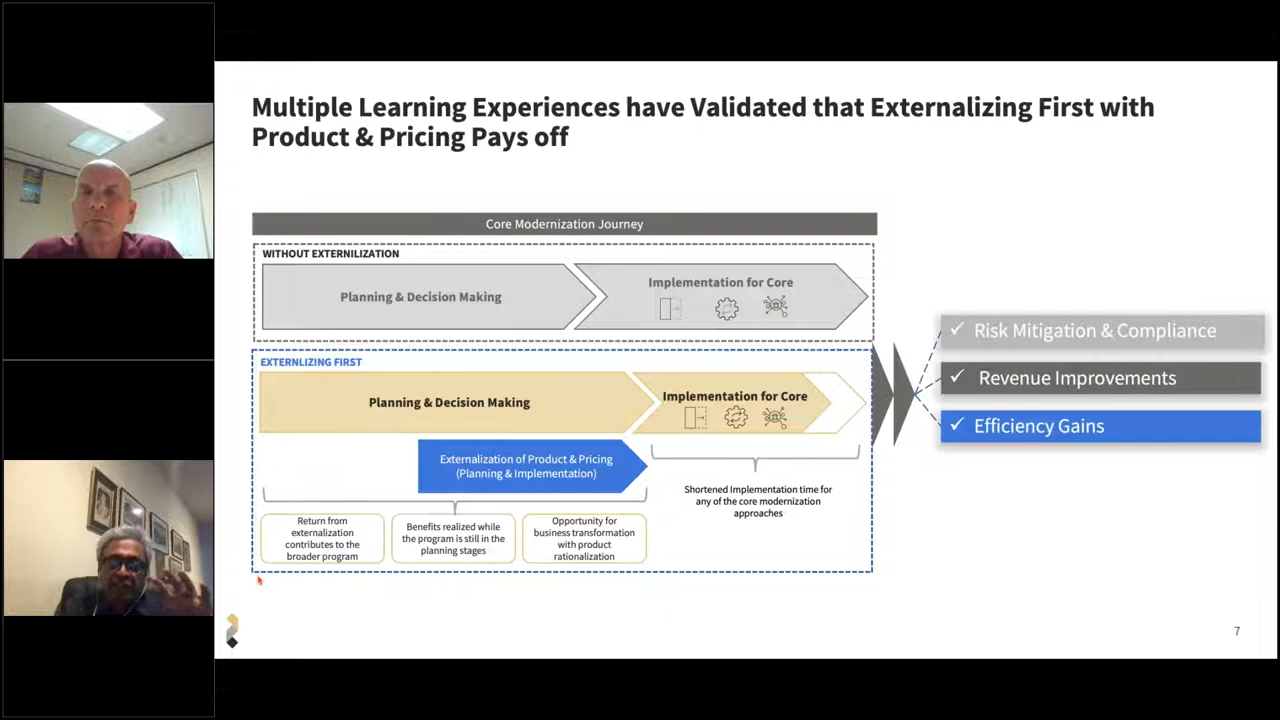 Multiple Learning Experiences have Validated that Externalizing First with
Product & Pricing Pays off
Core Modernization Journey
WITHOUT EXTERNILIZATION
Planning & Decision Making
Implementation for Core
EXTERNLIZING FIRST
Planning & Decision Making
Implementation for Core
Externalization of Product & Pricing
(Planning & Implementation)
Shortened Implementation time for
any of the core modernization
approaches
Return from
externalization
contributes to the
broader program
Benefits realized while
the program is still in the
planning stages
Opportunity for
business transformation
with product
rationalization
✓ Risk Mitigation & Compliance
✓ Revenue Improvements
✓ Efficiency Gains
7